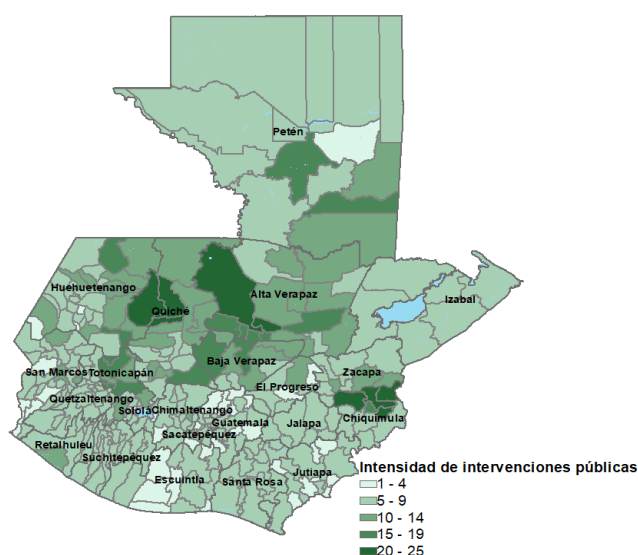 Petén
Huehuetenango
Alta Verapaz
Izabal
Quiché
San Marcos
Totonicapán
Baja Verapaz
Zacapa
El Progreso
Quetzaltenango
Sololá
Chimaltenango
Guatemala
Chiquimula
Retalhuleu
Sacatepéquez
Jalapa
Suchitepéquez
Escuintla
Santa Rosa
Jutiapa
Intensidad de intervenciones públicas
1 - 4
5 - 9
10 - 14
15 - 19
20 - 25